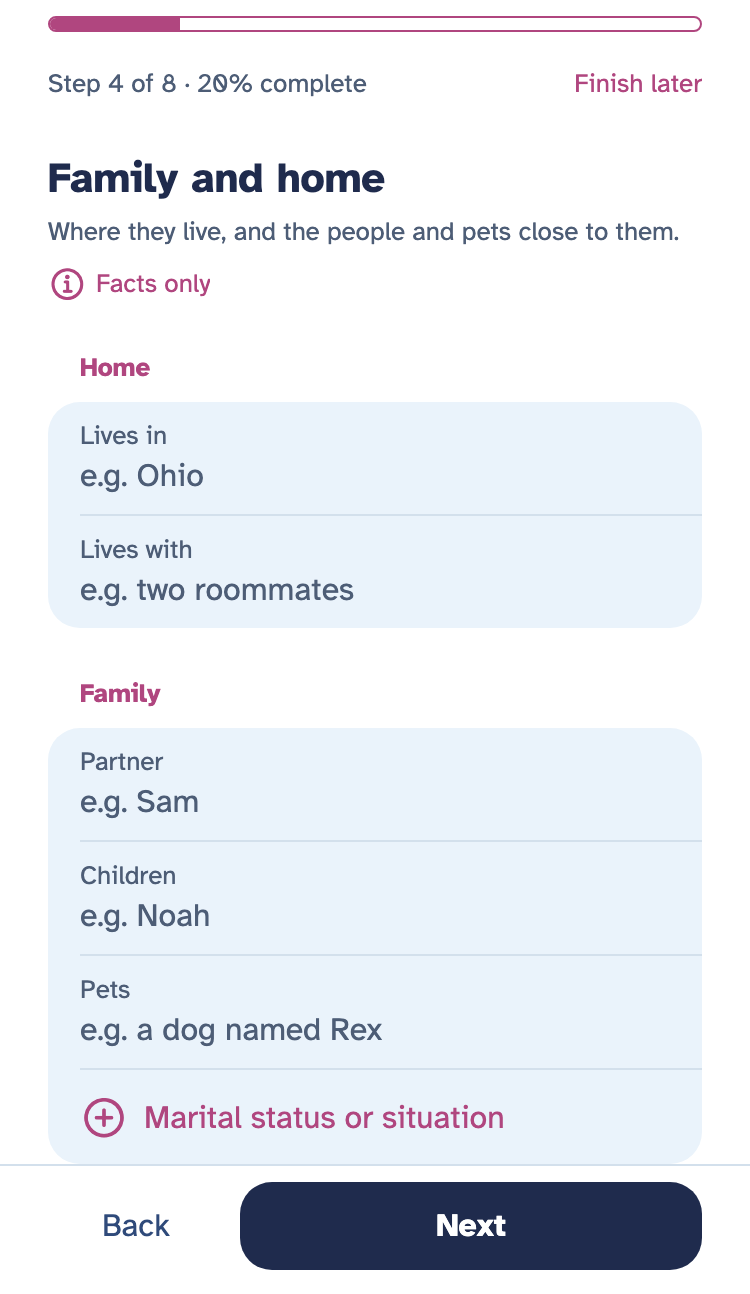 Step 4 of 8 · 20% complete
Finish later
Family and home
Where they live, and the people and pets close to them.
Facts only
Home
Lives in
e.g. Ohio
Lives with
e.g. two roommates
Family
Partner
e.g. Sam
Children
e.g. Noah
Pets
e.g. a dog named Rex
Marital status or situation
Back
Next